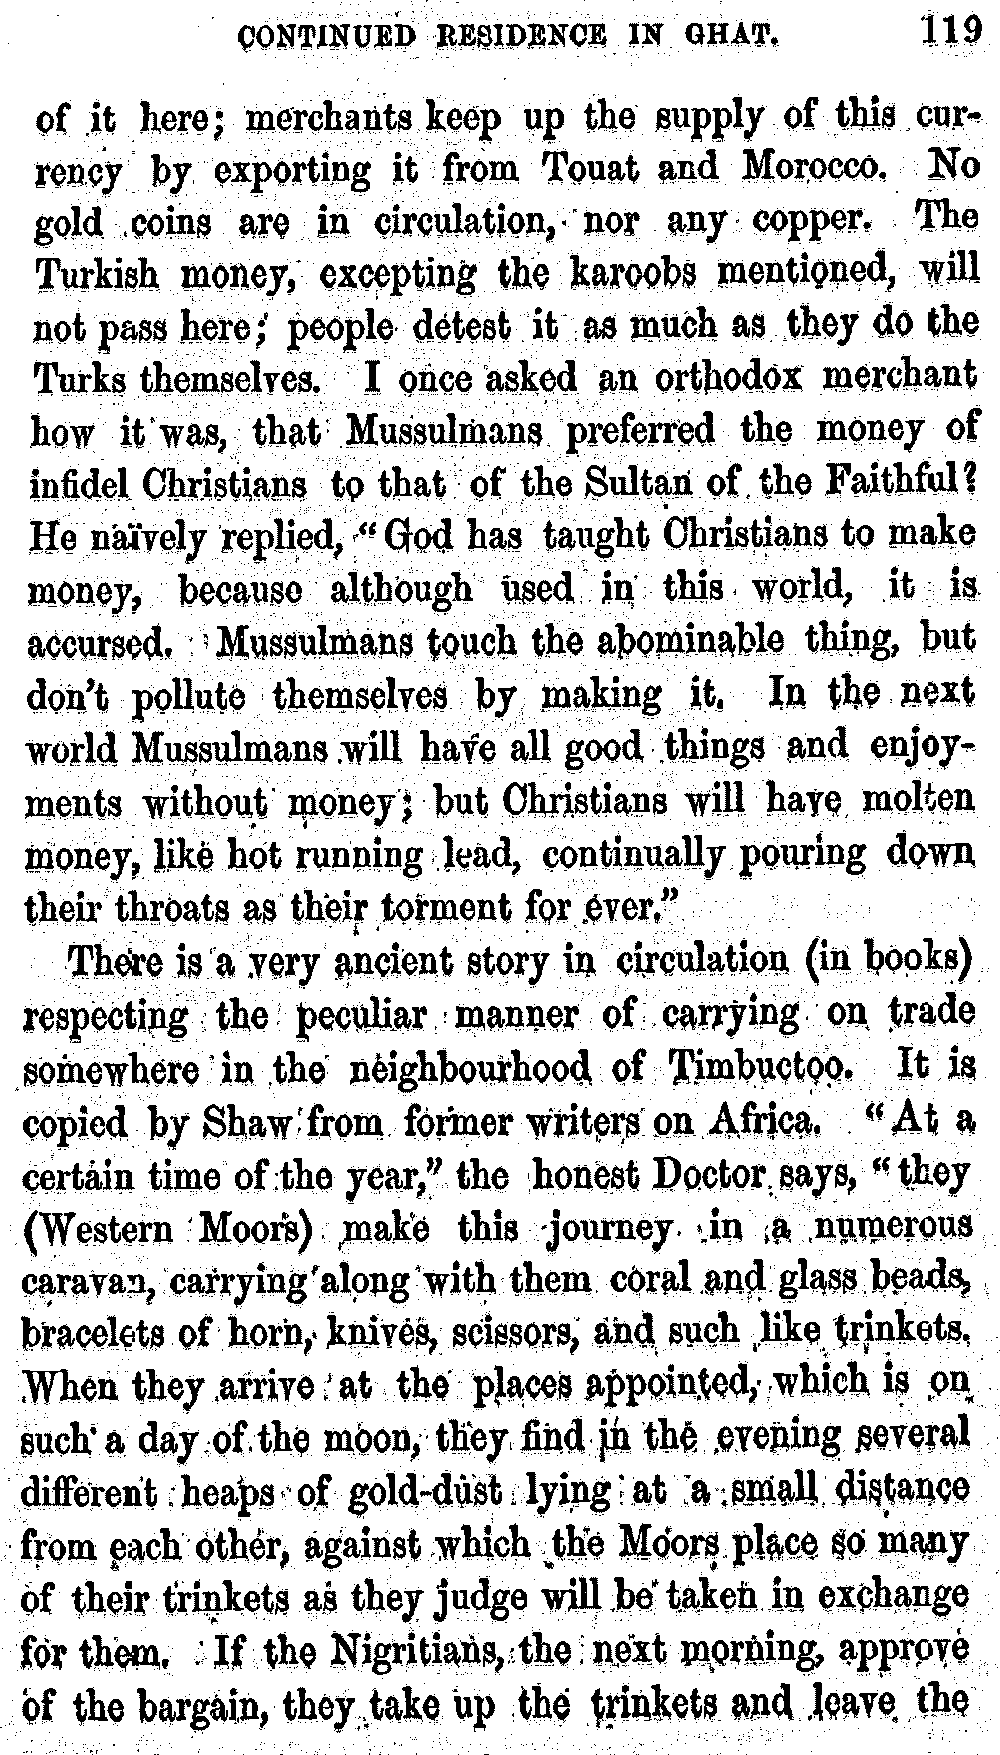 CONTINUED RESIDENCE IN GHAT. 119
of it here; merchants keep up the supply of this cur-
rency by exporting it from Touat and Morocco. No
gold coins are in circulation, nor any copper. The
Turkish money, excepting the karoobs mentioned, will
not pass here; people detest it as much as they do the
Turks themselves. I once asked an orthodox merchant
how it was, that Mussulmans preferred the money of
infidel Christians to that of the Sultan of the Faithful?
He naïvely replied, “God has taught Christians to make
money, because although used in this world, it is
accursed. Mussulmans touch the abominable thing, but
don't pollute themselves by making it. In the next
world Mussulmans will have all good things and enjoy-
ments without money; but Christians will have molten
money, like hot running lead, continually pouring down
their throats as their torment for ever.”
There is a very ancient story in circulation (in books)
respecting the peculiar manner of carrying on trade
somewhere in the neighbourhood of Timbuctoo. It is
copied by Shaw from former writers on Africa. “At a
certain time of the year,” the honest Doctor says, “they
(Western Moors) make this journey in a numerous
caravan, carrying along with them coral and glass beads,
bracelets of horn, knives, scissors, and such like trinkets.
When they arrive at the places appointed, which is on
such a day of the moon, they find in the evening several
different heaps of gold-dust lying at a small distance
from each other, against which the Moors place so many
of their trinkets as they judge will be taken in exchange
for them. If the Nigritians, the next morning, approve
of the bargain, they take up the trinkets and leave the